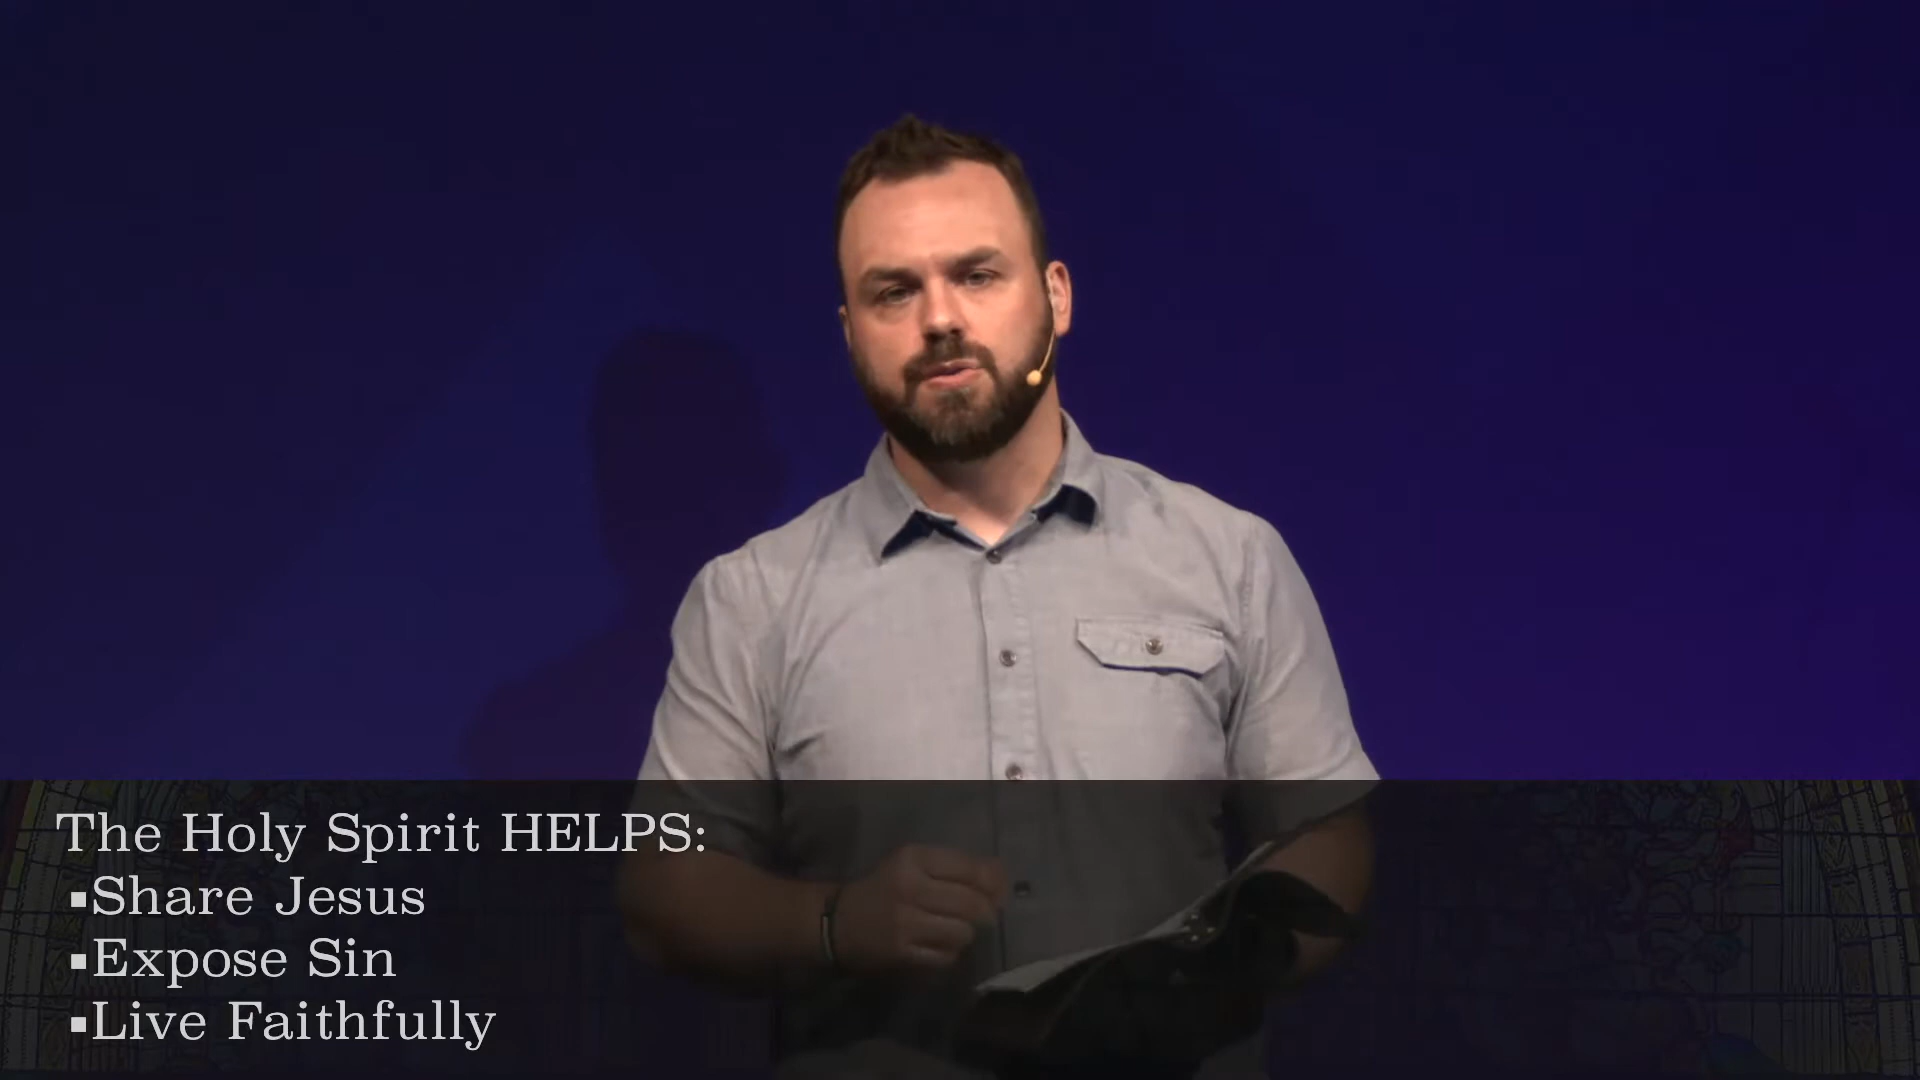 The Holy Spirit HELPS:
▪Share Jesus
▪Expose Sin
▪Live Faithfully